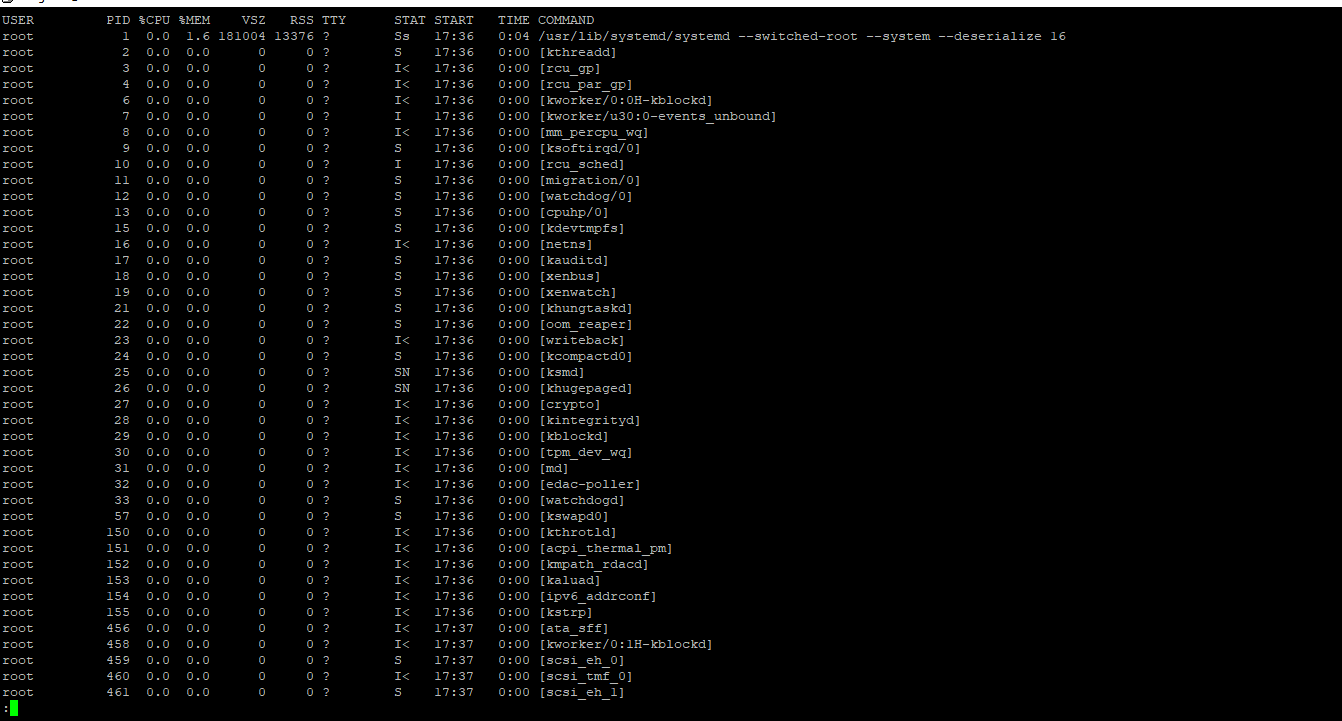 USER PID %CPU %MEM VSZ RSS TTY STAT START TIME COMMAND
root 1 0.0 1.6 181004 13376 ? Ss 17:36 0:04 /usr/lib/systemd/systemd --switched-root --system --deserialize 16
root 2 0.0 0.0 0 0 ? S 17:36 0:00 [kthreadd]
root 3 0.0 0.0 0 0 ? I< 17:36 0:00 [rcu_gp]
root 4 0.0 0.0 0 0 ? I< 17:36 0:00 [rcu_par_gp]
root 6 0.0 0.0 0 0 ? I< 17:36 0:00 [kworker/0:0H-kblockd]
root 7 0.0 0.0 0 0 ? I 17:36 0:00 [kworker/u30:0-events_unbound]
root 8 0.0 0.0 0 0 ? I< 17:36 0:00 [mm_percpu_wq]
root 9 0.0 0.0 0 0 ? S 17:36 0:00 [ksoftirqd/0]
root 10 0.0 0.0 0 0 ? I 17:36 0:00 [rcu_sched]
root 11 0.0 0.0 0 0 ? S 17:36 0:00 [migration/0]
root 12 0.0 0.0 0 0 ? S 17:36 0:00 [watchdog/0]
root 13 0.0 0.0 0 0 ? S 17:36 0:00 [cpuhp/0]
root 15 0.0 0.0 0 0 ? S 17:36 0:00 [kdevtmpfs]
root 16 0.0 0.0 0 0 ? I< 17:36 0:00 [netns]
root 17 0.0 0.0 0 0 ? S 17:36 0:00 [kauditd]
root 18 0.0 0.0 0 0 ? S 17:36 0:00 [xenbus]
root 19 0.0 0.0 0 0 ? S 17:36 0:00 [xenwatch]
root 21 0.0 0.0 0 0 ? S 17:36 0:00 [khungtaskd]
root 22 0.0 0.0 0 0 ? S 17:36 0:00 [oom_reaper]
root 23 0.0 0.0 0 0 ? I< 17:36 0:00 [writeback]
root 24 0.0 0.0 0 0 ? S 17:36 0:00 [kcompactd0]
root 25 0.0 0.0 0 0 ? SN 17:36 0:00 [ksmd]
root 26 0.0 0.0 0 0 ? SN 17:36 0:00 [khugepaged]
root 27 0.0 0.0 0 0 ? I< 17:36 0:00 [crypto]
root 28 0.0 0.0 0 0 ? I< 17:36 0:00 [kintegrityd]
root 29 0.0 0.0 0 0 ? I< 17:36 0:00 [kblockd]
root 30 0.0 0.0 0 0 ? I< 17:36 0:00 [tpm_dev_wq]
root 31 0.0 0.0 0 0 ? I< 17:36 0:00 [md]
root 32 0.0 0.0 0 0 ? I< 17:36 0:00 [edac-poller]
root 33 0.0 0.0 0 0 ? S 17:36 0:00 [watchdogd]
root 57 0.0 0.0 0 0 ? S 17:36 0:00 [kswapd0]
root 150 0.0 0.0 0 0 ? I< 17:36 0:00 [kthrotld]
root 151 0.0 0.0 0 0 ? I< 17:36 0:00 [acpi_thermal_pm]
root 152 0.0 0.0 0 0 ? I< 17:36 0:00 [kmpath_rdacd]
root 153 0.0 0.0 0 0 ? I< 17:36 0:00 [kaluad]
root 154 0.0 0.0 0 0 ? I< 17:36 0:00 [ipv6_addrconf]
root 155 0.0 0.0 0 0 ? I< 17:36 0:00 [kstrp]
root 456 0.0 0.0 0 0 ? I< 17:37 0:00 [ata_sff]
root 458 0.0 0.0 0 0 ? I< 17:37 0:00 [kworker/0:1H-kblockd]
root 459 0.0 0.0 0 0 ? S 17:37 0:00 [scsi_eh_0]
root 460 0.0 0.0 0 0 ? I< 17:37 0:00 [scsi_tmf_0]
root 461 0.0 0.0 0 0 ? S 17:37 0:00 [scsi_eh_1]
: